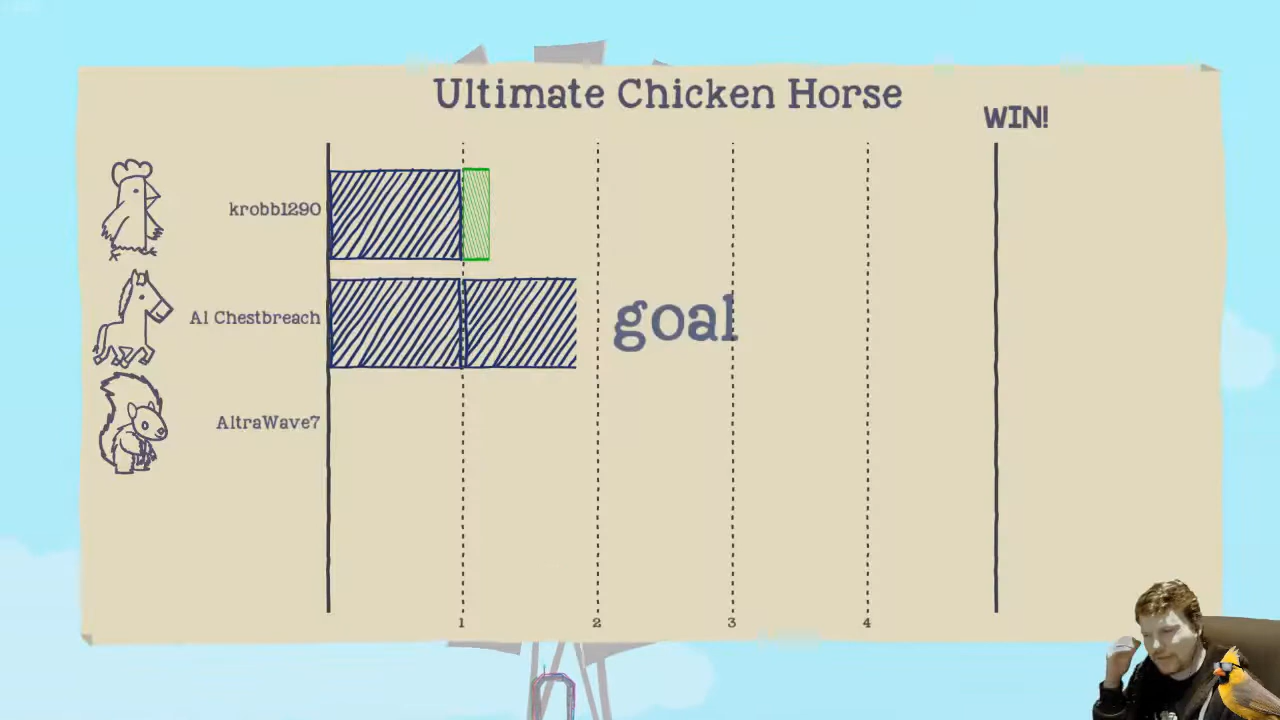 Ultimate Chicken Horse
WIN!
krobb1290
Al Chestbreach
goal
AltraWave7
1 2 3 4